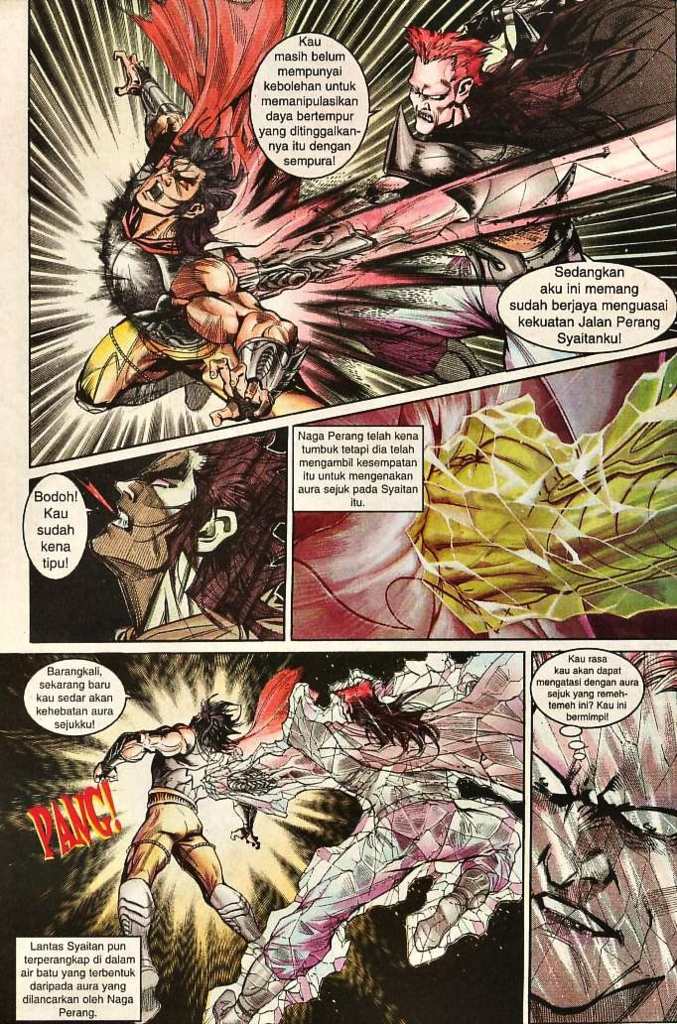 Kau
masih belum
mempunyai
kebolehan untuk
memanipulasikan
daya bertempur
yang ditinggalkan-
nya itu dengan
sempura!
Sedangkan
aku ini memang
sudah berjaya menguasai
kekuatan Jalan Perang
Syaitanku!
Bodoh!
Kau
sudah
kena
tipu!
Naga Perang telah kena
tumbuk tetapi dia telah
mengambil kesempatan
itu untuk mengenakan
aura sejuk pada Syaitan
itu.
Barangkali,
sekarang baru
kau sedar akan
kehebatan aura
sejukku!
PANG!
Lantas Syaitan pun
terperangkap di dalam
air batu yang terbentuk
daripada aura yang
dilancarkan oleh Naga
Perang.
Kau rasa
kau akan dapat
mengatasi dengan aura
sejuk yang remeh-
temeh ini? Kau ini
bermimpi!